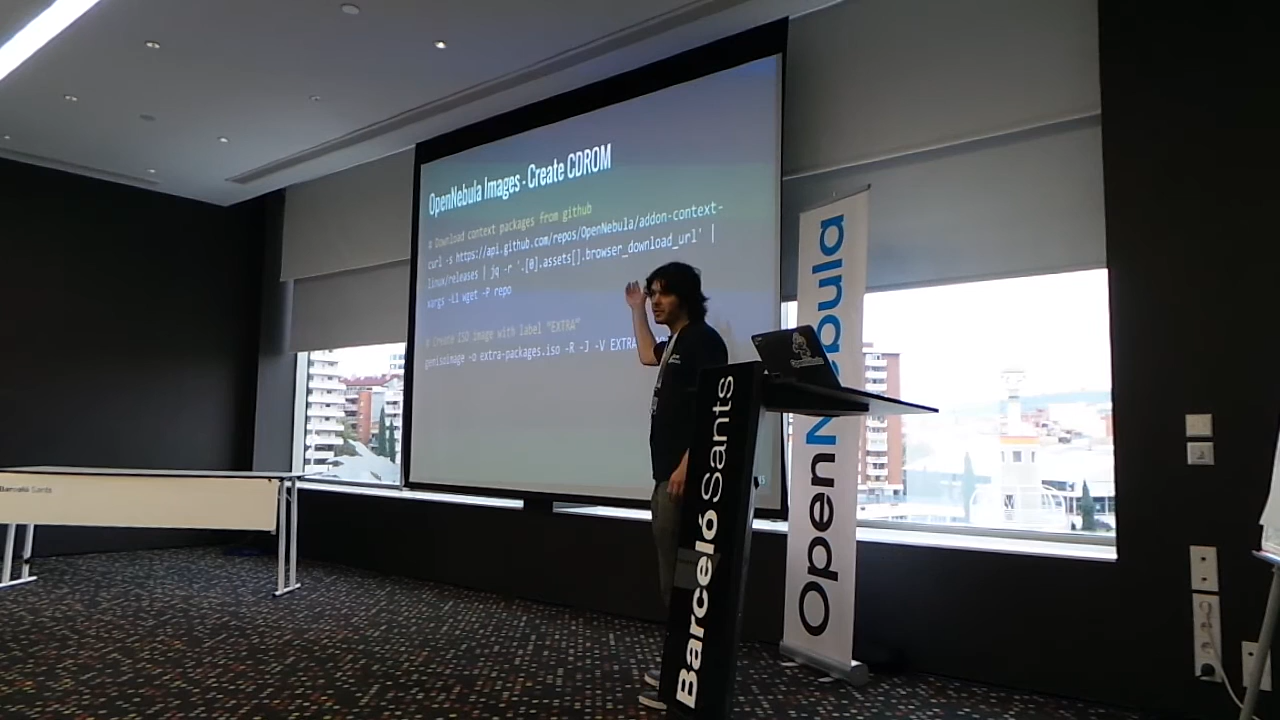 OpenNebula Images - Create CDROM
# Download context packages from github
curl -s https://api.github.com/repos/OpenNebula/addon-context-
linux/releases | jq -r '.[0].assets[].browser_download_url' |
xargs -L1 wget -P repo
# Create ISO image with label "EXTRA"
genisoimage -o extra-packages.iso -R -J -V EXTRA
OpenNebula
Barceló Sants
Barceló Sants